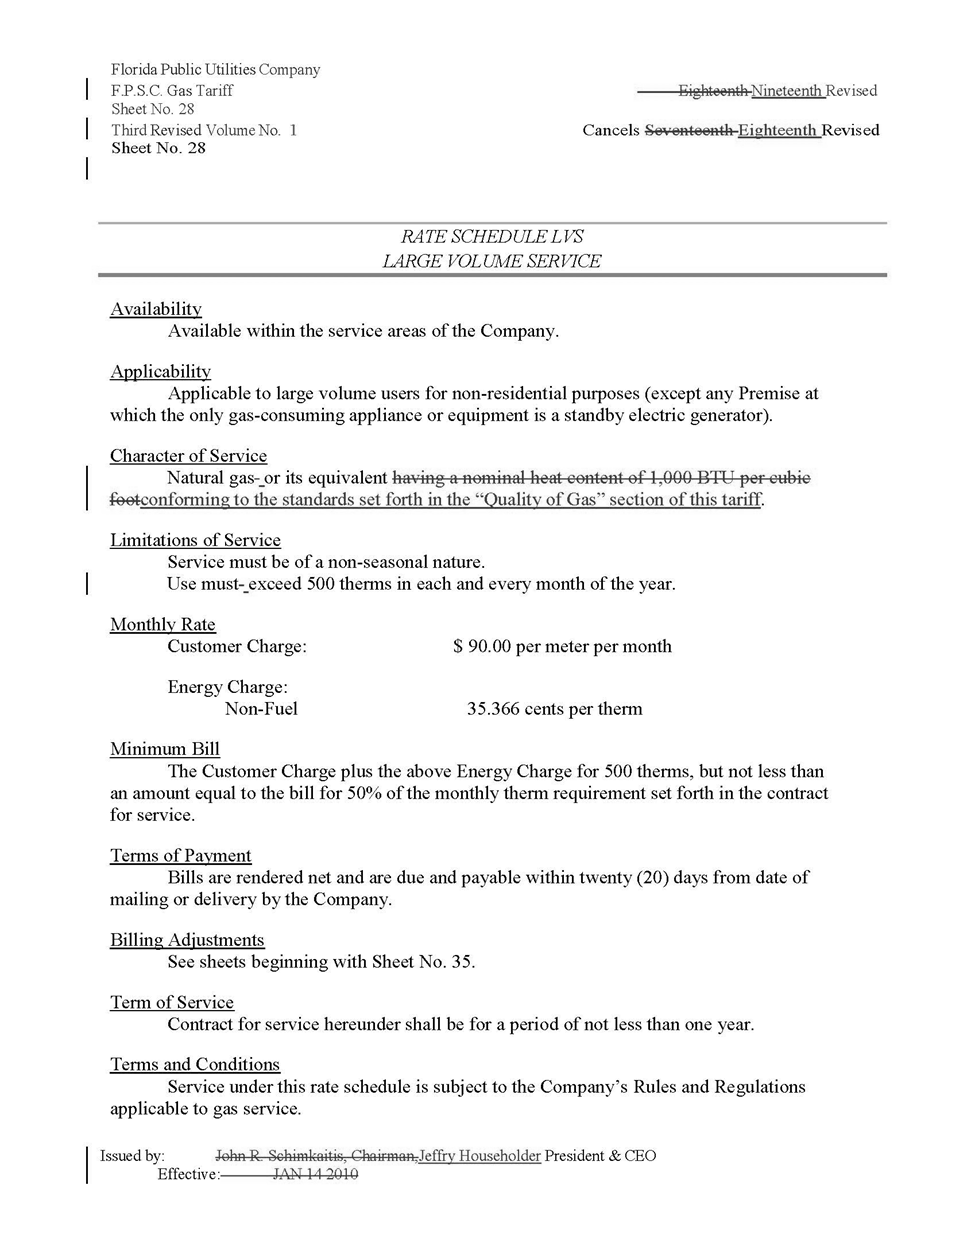 Florida Public Utilities Company
F.P.S.C. Gas Tariff Eighteenth Nineteenth Revised
Sheet No. 28
Third Revised Volume No. 1 Cancels Seventeenth Eighteenth Revised
Sheet No. 28
RATE SCHEDULE LVS
LARGE VOLUME SERVICE
Availability
Available within the service areas of the Company.
Applicability
Applicable to large volume users for non-residential purposes (except any Premise at
which the only gas-consuming appliance or equipment is a standby electric generator).
Character of Service
Natural gas- or its equivalent having a nominal heat content of 1,000 BTU per cubic
footconforming to the standards set forth in the “Quality of Gas” section of this tariff.
Limitations of Service
Service must be of a non-seasonal nature.
Use must- exceed 500 therms in each and every month of the year.
Monthly Rate
Customer Charge: $ 90.00 per meter per month
Energy Charge:
Non-Fuel 35.366 cents per therm
Minimum Bill
The Customer Charge plus the above Energy Charge for 500 therms, but not less than
an amount equal to the bill for 50% of the monthly therm requirement set forth in the contract
for service.
Terms of Payment
Bills are rendered net and are due and payable within twenty (20) days from date of
mailing or delivery by the Company.
Billing Adjustments
See sheets beginning with Sheet No. 35.
Term of Service
Contract for service hereunder shall be for a period of not less than one year.
Terms and Conditions
Service under this rate schedule is subject to the Company’s Rules and Regulations
applicable to gas service.
Issued by: John R. Schimkaitis, Chairman,Jeffry Householder President & CEO
Effective: JAN 14 2010